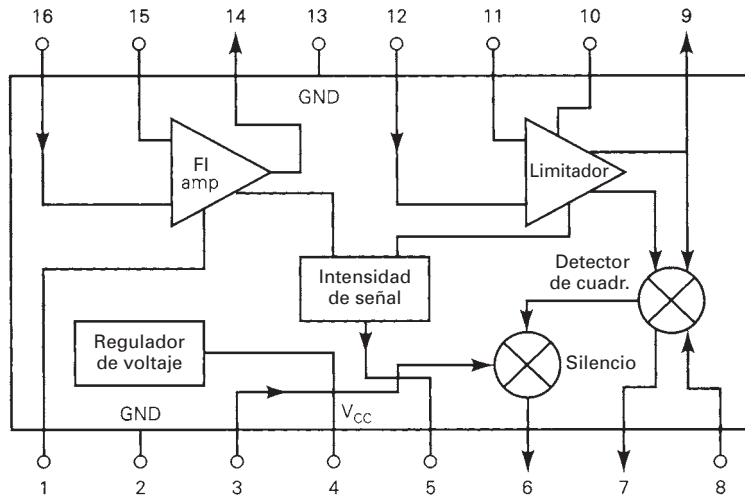 16 15 14 13 12 11 10 9
GND
FI
amp
Limitador
Intensidad
de señal
Detector
de cuadr.
Regulador
de voltaje
Silencio
GND
V_CC
1 2 3 4 5 6 7 8